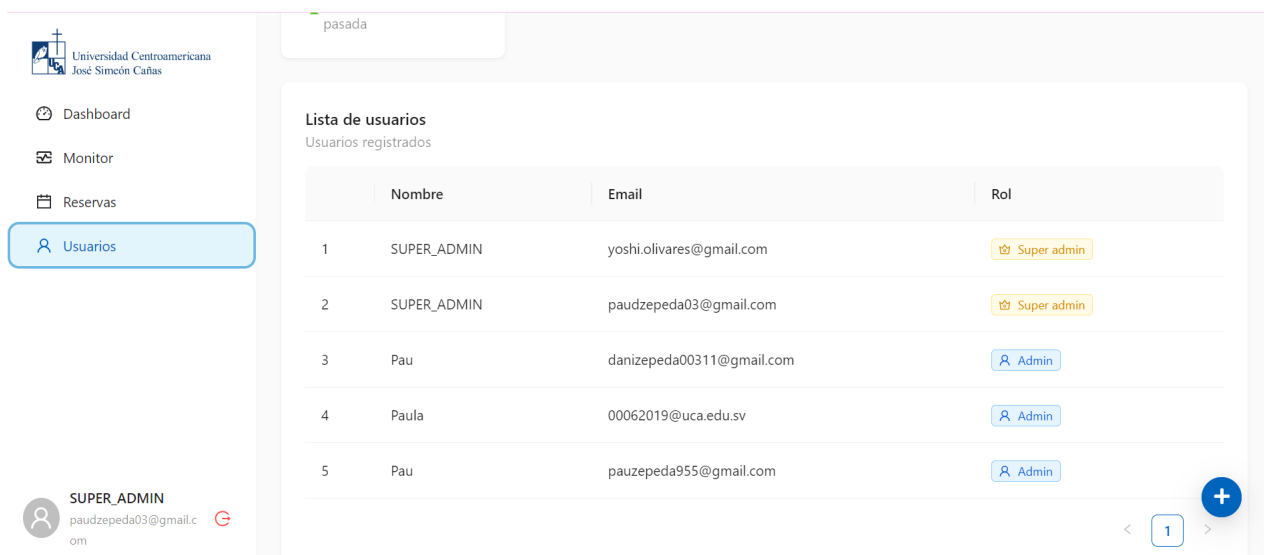 pasada
Universidad Centroamericana
José Simeón Cañas
Dashboard
Monitor
Reservas
Usuarios
Lista de usuarios
Usuarios registrados
Nombre Email Rol
1 SUPER_ADMIN yoshi.olivares@gmail.com Super admin
2 SUPER_ADMIN paudzepeda03@gmail.com Super admin
3 Pau danizepeda00311@gmail.com Admin
4 Paula 00062019@uca.edu.sv Admin
5 Pau pauzepeda955@gmail.com Admin
< 1 >
SUPER_ADMIN
paudzepeda03@gmail.c
om